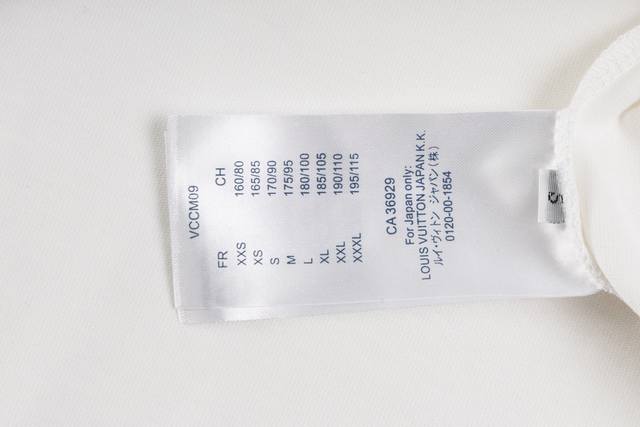 VCCM09
FR CH
XXS 160/80
XS 165/85
S 170/90
M 175/95
L 180/100
XL 185/105
XXL 190/110
XXXL 195/115
CA 36929
For Japan only:
LOUIS VUITTON JAPAN K.K.
ルイ・ヴィトン ジャパン(株)
0120-00-1854
S